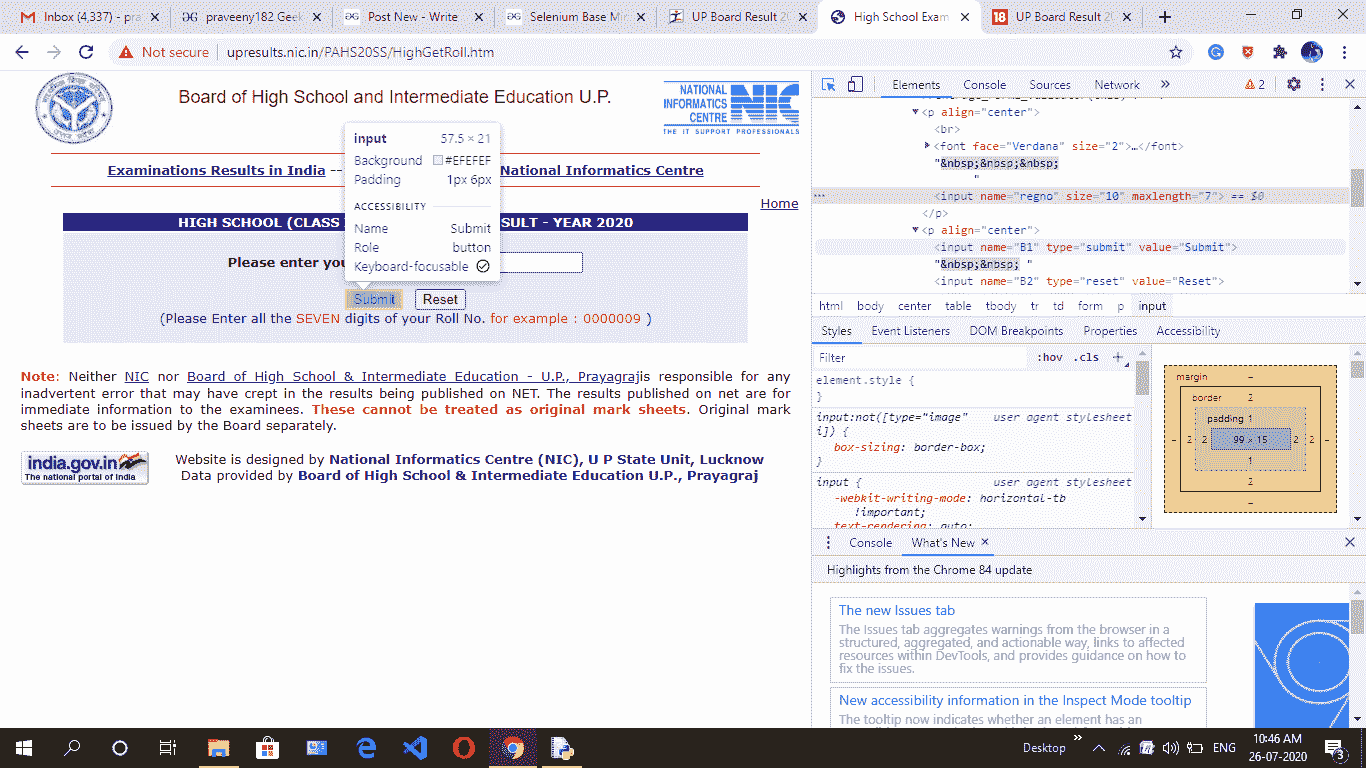 Inbox (4,337) - pra
praveeny182 Geek
Post New - Write
Selenium Base Min
UP Board Result 20
High School Exam
18 UP Board Result 20
Not secure | upresults.nic.in/PAHS20SS/HighGetRoll.htm
Board of High School and Intermediate Education U.P.
NATIONAL
INFORMATICS
CENTRE
NIC
THE IT SUPPORT PROFESSIONALS
Examinations Results in India --
National Informatics Centre
Home
HIGH SCHOOL (CLASS
SULT - YEAR 2020
Please enter you
input 57.5 × 21
Background #EFEFEF
Padding 1px 6px
ACCESSIBILITY
Name Submit
Role button
Keyboard-focusable
Submit Reset
(Please Enter all the SEVEN digits of your Roll No. for example : 0000009 )
Note: Neither NIC nor Board of High School & Intermediate Education - U.P., Prayagrajis responsible for any
inadvertent error that may have crept in the results being published on NET. The results published on net are for
immediate information to the examinees. These cannot be treated as original mark sheets. Original mark
sheets are to be issued by the Board separately.
india.gov.in
The national portal of India
Website is designed by National Informatics Centre (NIC), U P State Unit, Lucknow
Data provided by Board of High School & Intermediate Education U.P., Prayagraj
Elements Console Sources Network » 2
<p align="center">
<br>
<font face="Verdana" size="2">…</font>
"&nbsp;&nbsp;&nbsp;
"
<input name="regno" size="10" maxlength="7"> == $0
</p>
<p align="center">
<input name="B1" type="submit" value="Submit">
"&nbsp;&nbsp; "
<input name="B2" type="reset" value="Reset">
html body center table tbody tr td form p input
Styles Event Listeners DOM Breakpoints Properties Accessibility
Filter :hov .cls +
element.style {
}
input:not([type="image" user agent stylesheet
i]) {
box-sizing: border-box;
}
input { user agent stylesheet
-webkit-writing-mode: horizontal-tb
!important;
text-rendering: auto;
margin –
border 2
padding 1
– 2 2 99 × 15 2 2 –
1
2
–
Console What's New ×
Highlights from the Chrome 84 update
The new Issues tab
The Issues tab aggregates warnings from the browser in a
structured, aggregated, and actionable way, links to affected
resources within DevTools, and provides guidance on how to
fix the issues.
New accessibility information in the Inspect Mode tooltip
The tooltip now indicates whether an element has an
Desktop » ENG 10:46 AM
26-07-2020
3